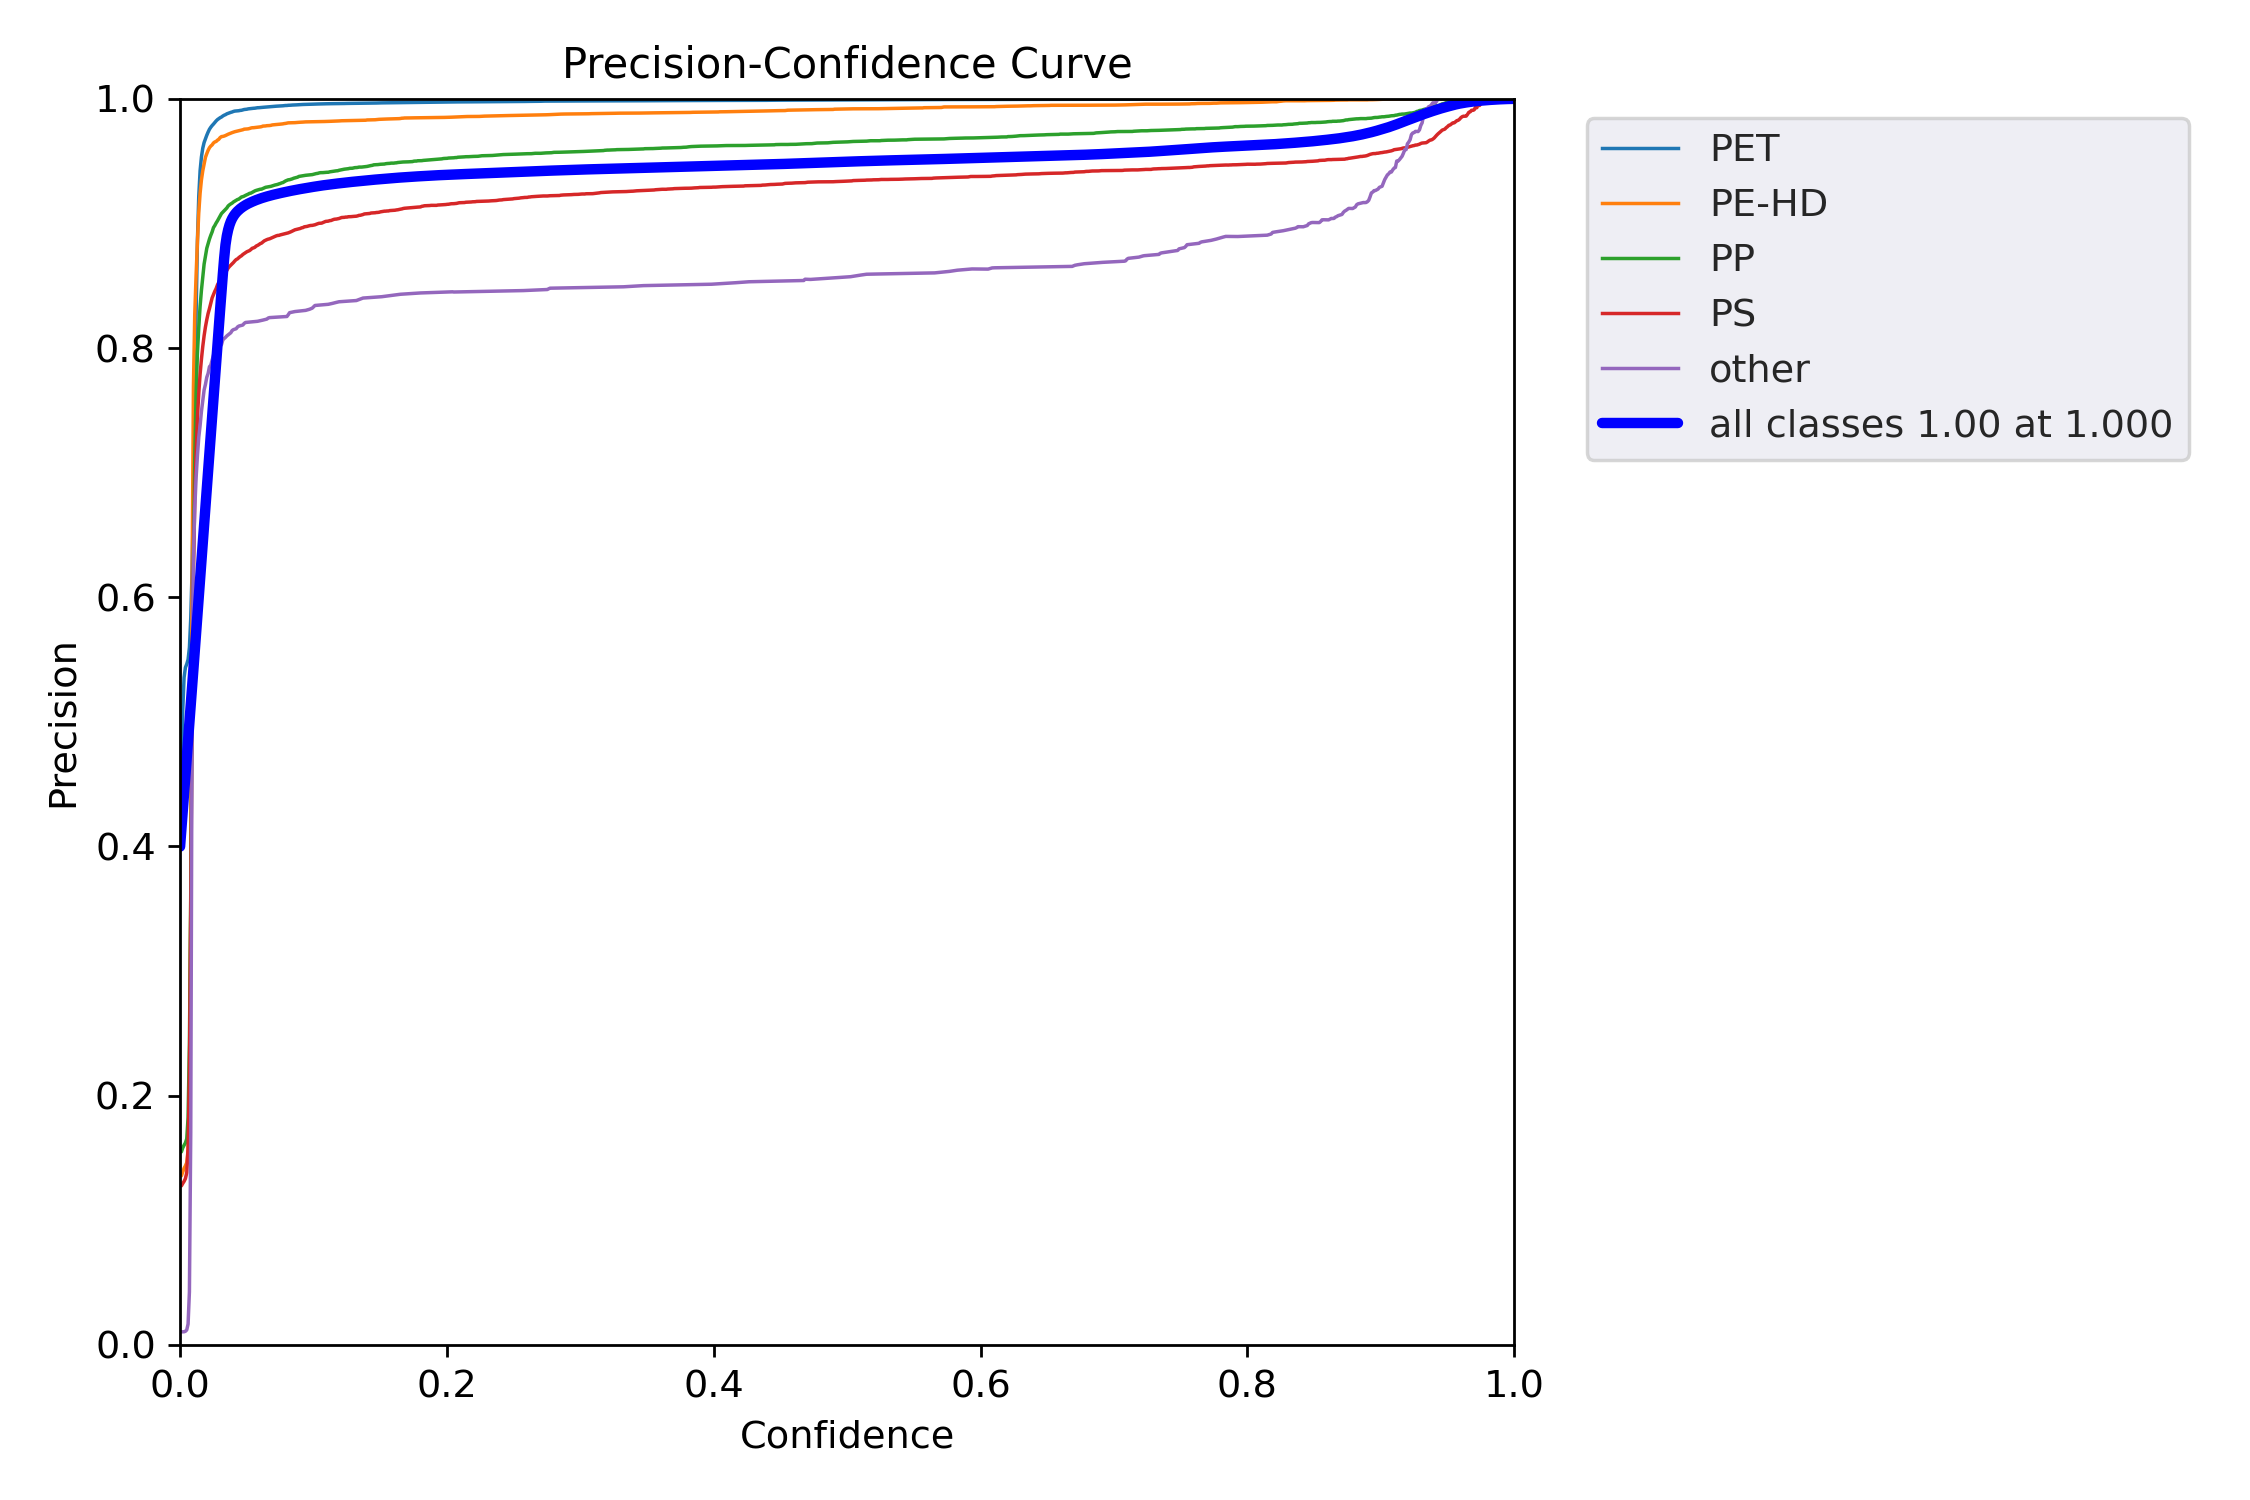 Precision-Confidence Curve
1.0
0.8
0.6
0.4
0.2
0.0
Precision
0.0 0.2 0.4 0.6 0.8 1.0
Confidence
PET
PE-HD
PP
PS
other
all classes 1.00 at 1.000